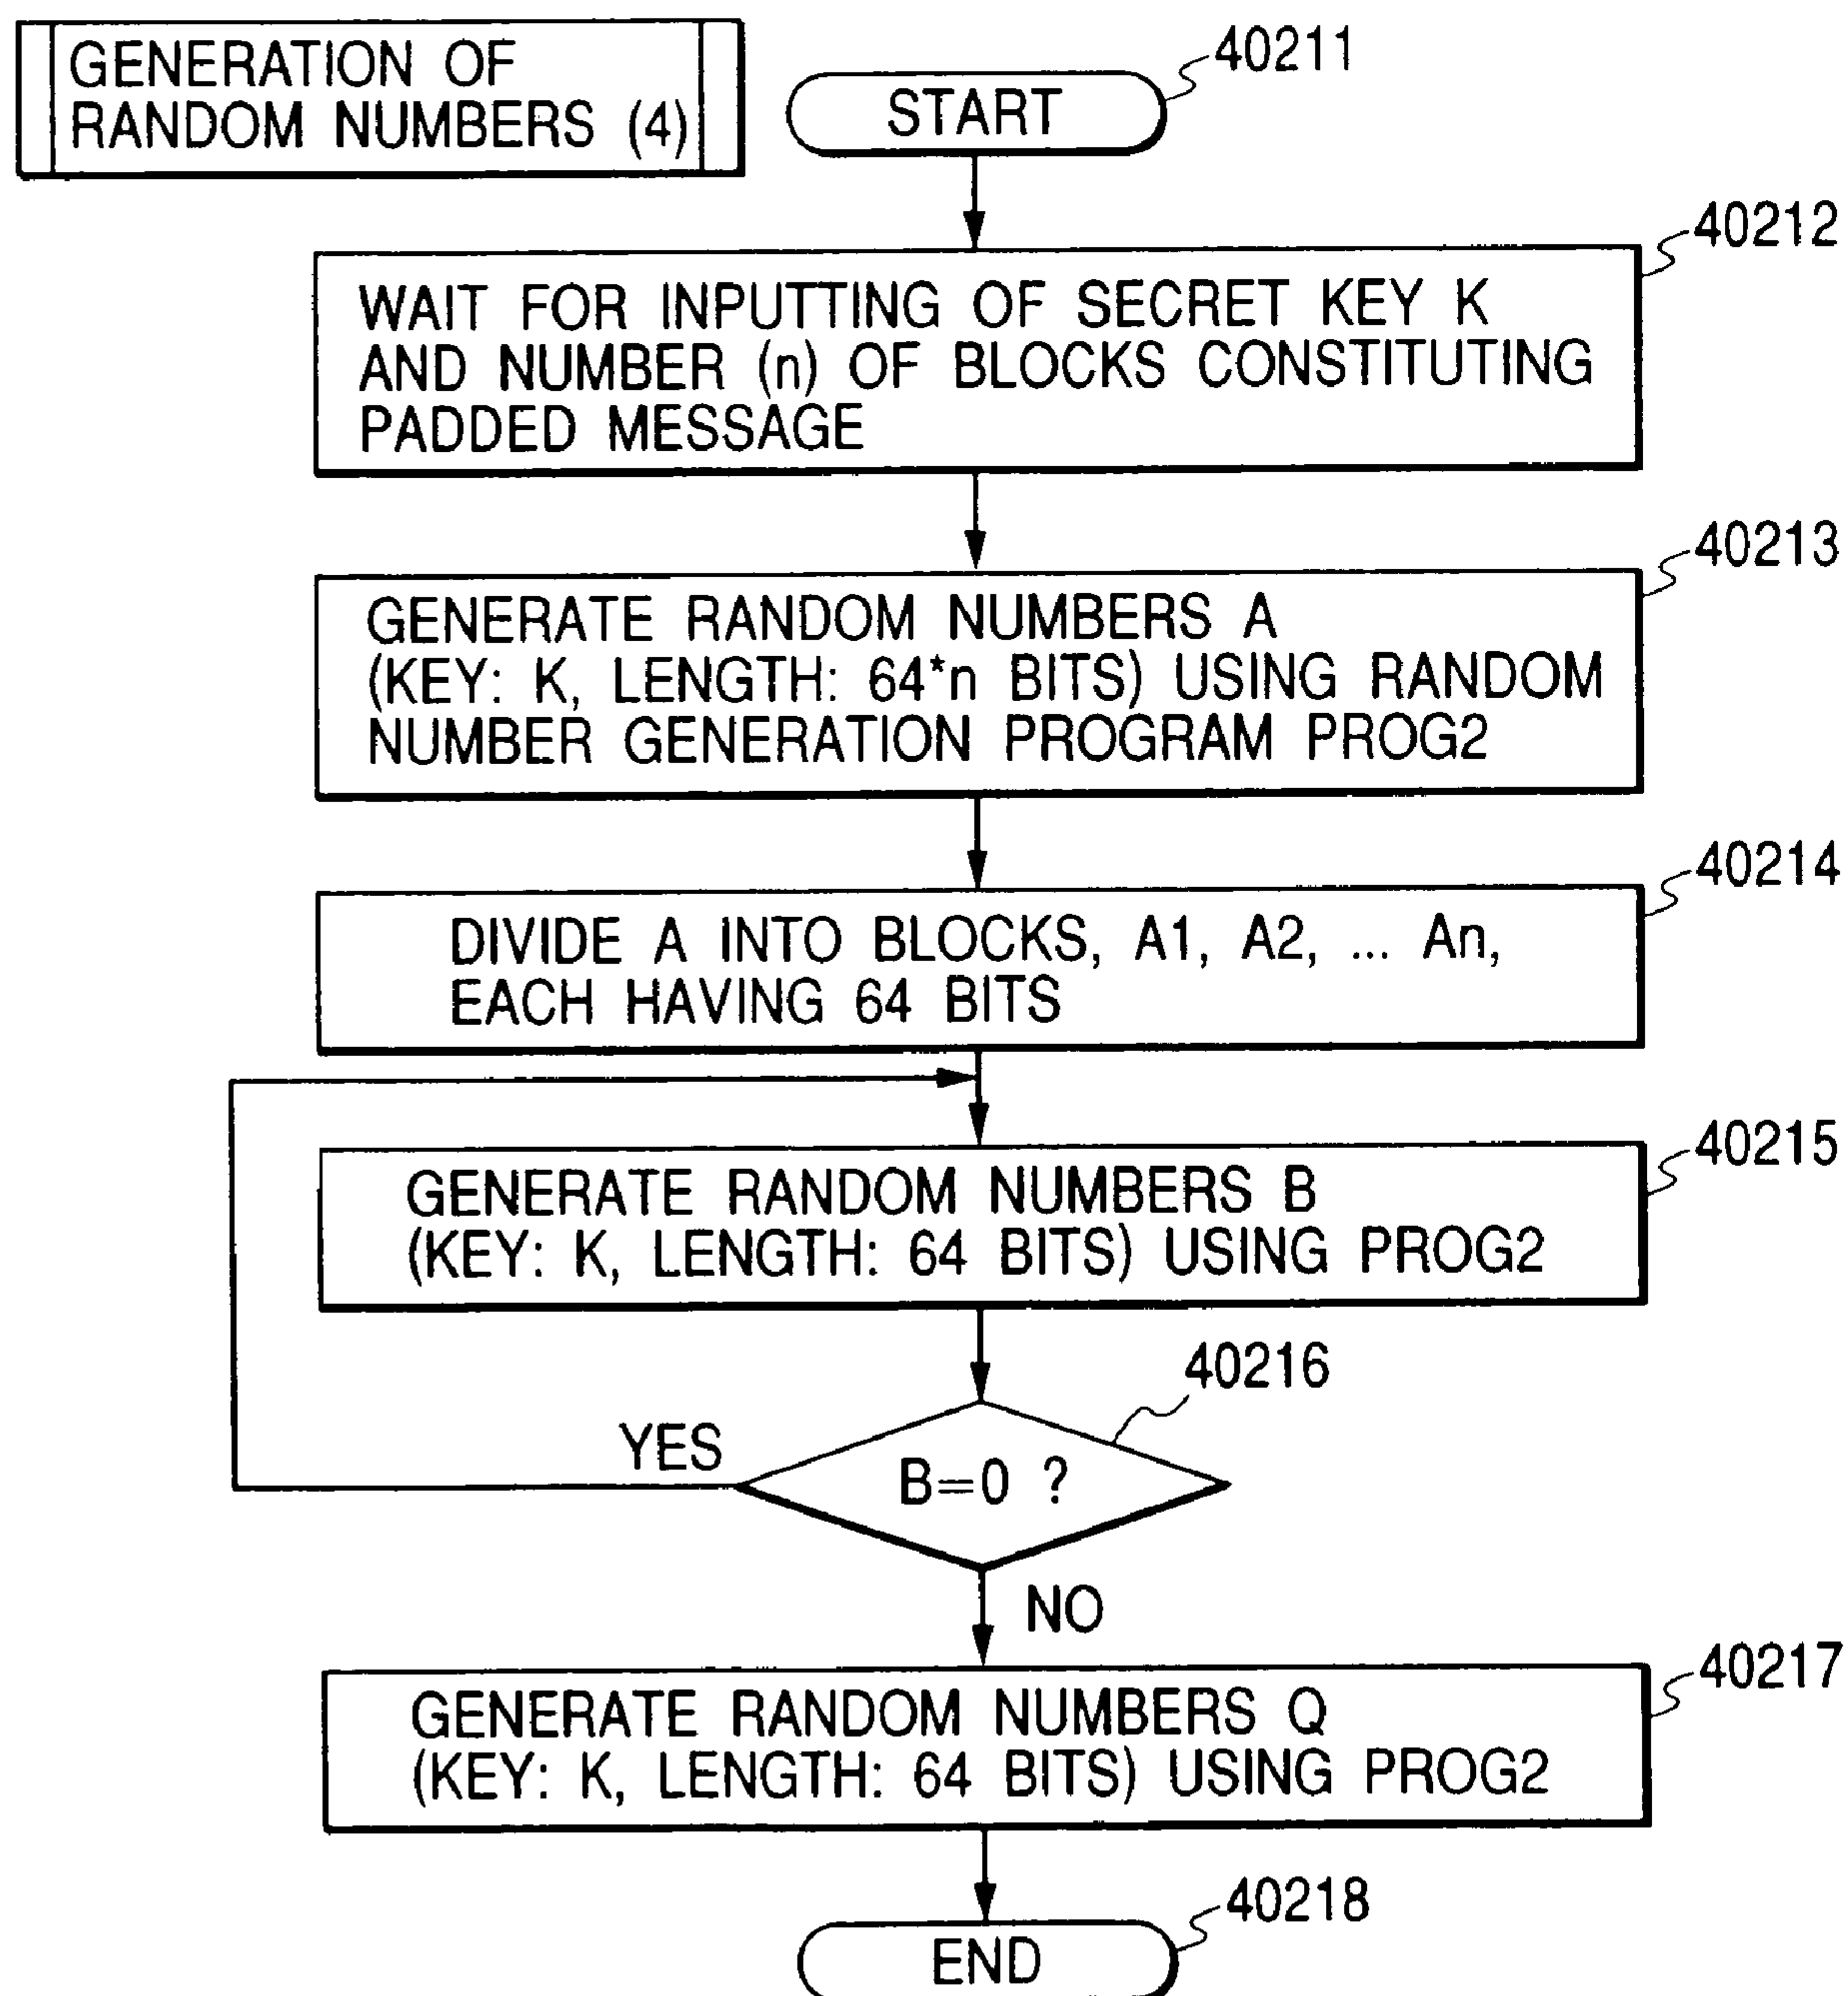 GENERATION OF
RANDOM NUMBERS (4)
40211
START
40212
WAIT FOR INPUTTING OF SECRET KEY K
AND NUMBER (n) OF BLOCKS CONSTITUTING
PADDED MESSAGE
40213
GENERATE RANDOM NUMBERS A
(KEY: K, LENGTH: 64*n BITS) USING RANDOM
NUMBER GENERATION PROGRAM PROG2
40214
DIVIDE A INTO BLOCKS, A1, A2, ... An,
EACH HAVING 64 BITS
40215
GENERATE RANDOM NUMBERS B
(KEY: K, LENGTH: 64 BITS) USING PROG2
40216
YES
B=0 ?
NO
40217
GENERATE RANDOM NUMBERS Q
(KEY: K, LENGTH: 64 BITS) USING PROG2
40218
END